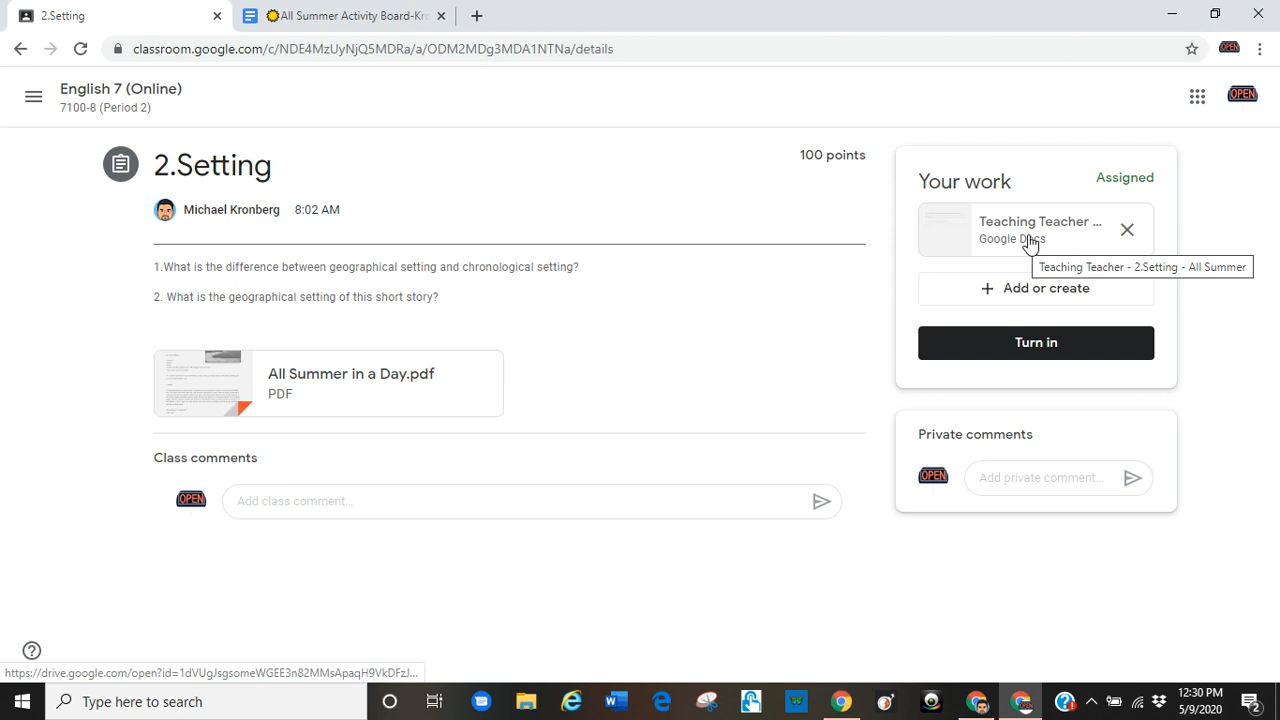 2.Setting
All Summer Activity Board-Kro
classroom.google.com/c/NDE4MzUyNjQ5MDRa/a/ODM2MDg3MDA1NTNa/details
OPEN
English 7 (Online)
7100-8 (Period 2)
OPEN
2.Setting
100 points
Michael Kronberg 8:02 AM
1.What is the difference between geographical setting and chronological setting?
2. What is the geographical setting of this short story?
All Summer in a Day.pdf
PDF
Class comments
OPEN
Add class comment...
Your work
Assigned
Teaching Teacher ...
Google Docs
Teaching Teacher - 2.Setting - All Summer
+ Add or create
Turn in
Private comments
OPEN
Add private comment...
https://drive.google.com/open?id=1dVUgJsgsomeWGEE3n82MMsApaqH9VkDFzJ...
Type here to search
12:30 PM
5/9/2020
2